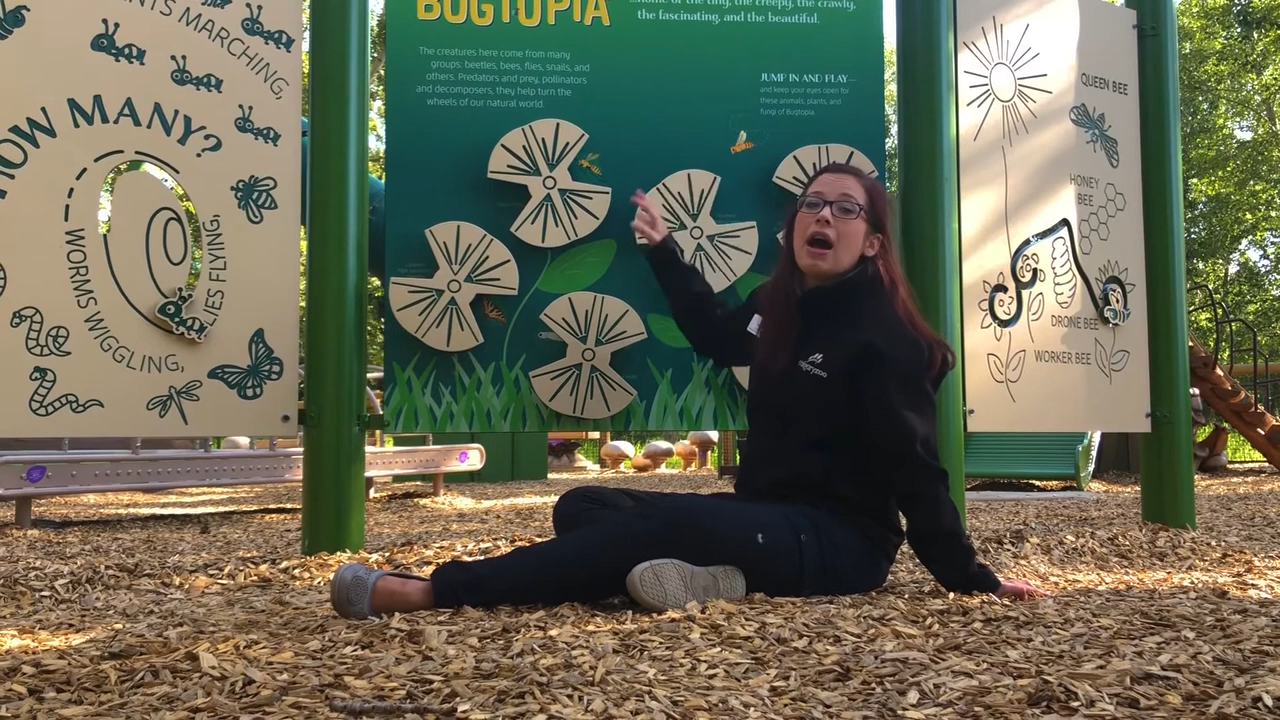 NTS MARCHING,
HOW MANY?
WORMS WIGGLING,
LIES FLYING,
BUGTOPIA
home of the tiny, the creepy, the crawly,
the fascinating, and the beautiful.
The creatures here come from many
groups: beetles, bees, flies, snails, and
others. Predators and prey, pollinators
and decomposers, they help turn the
wheels of our natural world.
JUMP IN AND PLAY—
and keep your eyes open for
these animals, plants, and
fungi of Bugtopia.
QUEEN BEE
HONEY
BEE
DRONE BEE
WORKER BEE
calgaryzoo